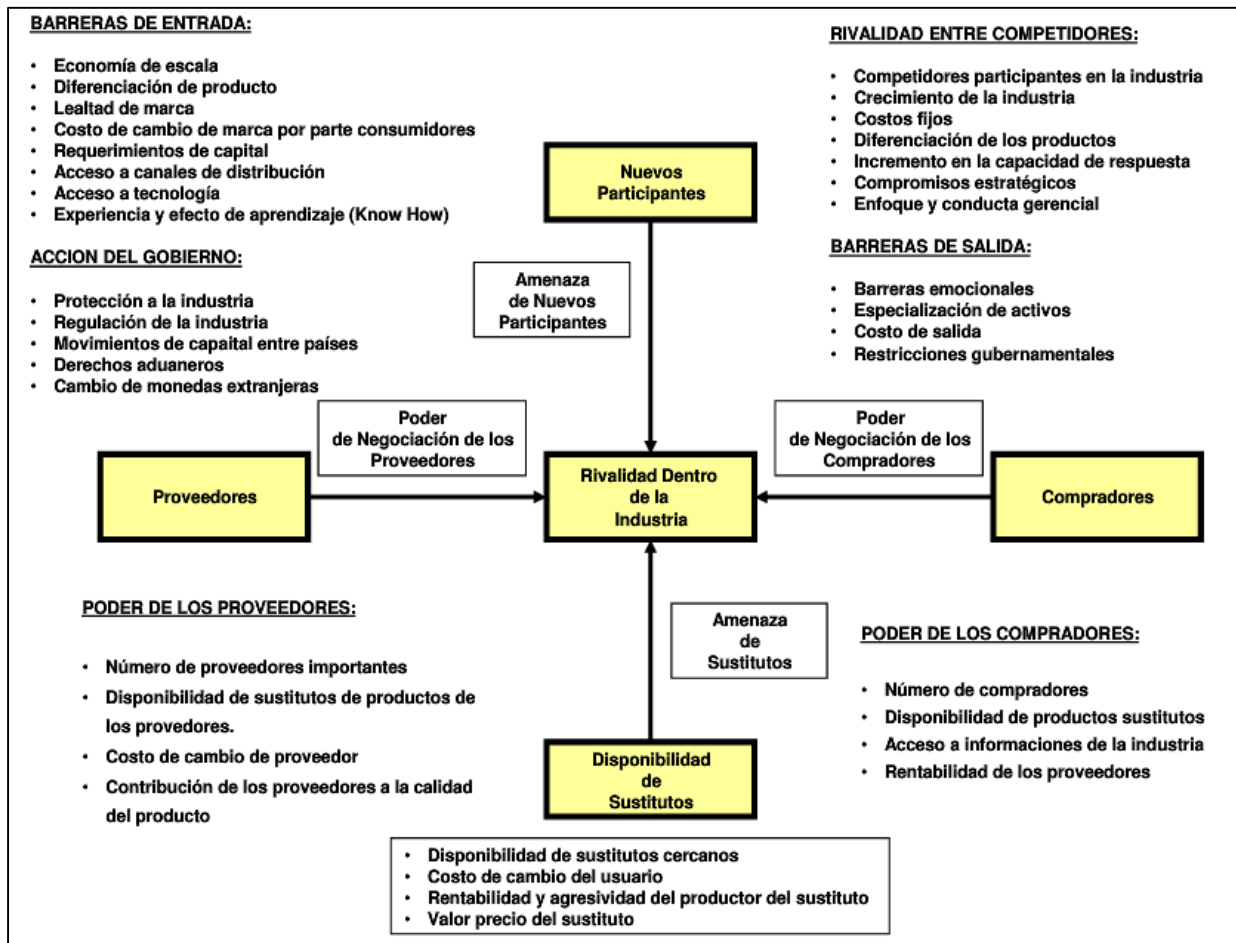 BARRERAS DE ENTRADA:
• Economía de escala
• Diferenciación de producto
• Lealtad de marca
• Costo de cambio de marca por parte consumidores
• Requerimientos de capital
• Acceso a canales de distribución
• Acceso a tecnología
• Experiencia y efecto de aprendizaje (Know How)
ACCION DEL GOBIERNO:
• Protección a la industria
• Regulación de la industria
• Movimientos de capaital entre países
• Derechos aduaneros
• Cambio de monedas extranjeras
Nuevos
Participantes
Amenaza
de Nuevos
Participantes
RIVALIDAD ENTRE COMPETIDORES:
• Competidores participantes en la industria
• Crecimiento de la industria
• Costos fijos
• Diferenciación de los productos
• Incremento en la capacidad de respuesta
• Compromisos estratégicos
• Enfoque y conducta gerencial
BARRERAS DE SALIDA:
• Barreras emocionales
• Especialización de activos
• Costo de salida
• Restricciones gubernamentales
Poder
de Negociación de los
Proveedores
Poder
de Negociación de los
Compradores
Proveedores
Rivalidad Dentro
de la
Industria
Compradores
PODER DE LOS PROVEEDORES:
• Número de proveedores importantes
• Disponibilidad de sustitutos de productos de
los provedores.
• Costo de cambio de proveedor
• Contribución de los proveedores a la calidad
del producto
Amenaza
de
Sustitutos
Disponibilidad
de
Sustitutos
PODER DE LOS COMPRADORES:
• Número de compradores
• Disponibilidad de productos sustitutos
• Acceso a informaciones de la industria
• Rentabilidad de los proveedores
• Disponibilidad de sustitutos cercanos
• Costo de cambio del usuario
• Rentabilidad y agresividad del productor del sustituto
• Valor precio del sustituto